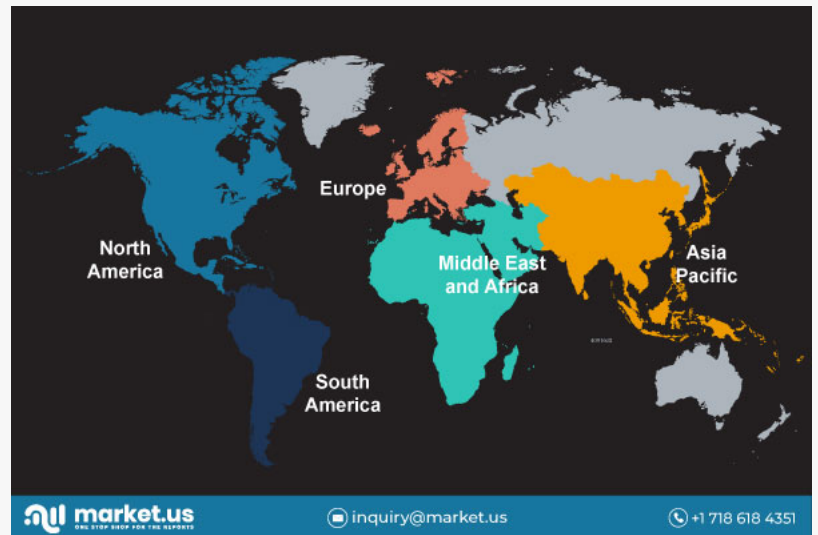 Europe
North
America
Middle East
and Africa
Asia
Pacific
South
America
market.us
ONE STOP SHOP FOR THE REPORTS
inquiry@market.us
+1 718 618 4351